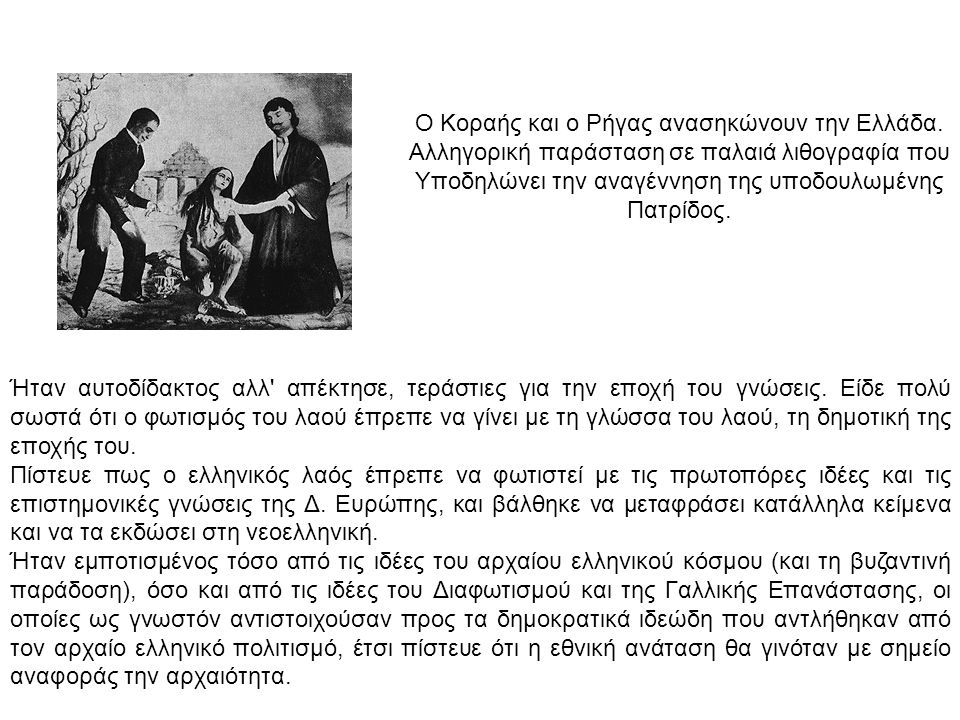 Ο Κοραής και ο Ρήγας ανασηκώνουν την Ελλάδα.
Αλληγορική παράσταση σε παλαιά λιθογραφία που
Υποδηλώνει την αναγέννηση της υποδουλωμένης
Πατρίδος.
Ήταν αυτοδίδακτος αλλ' απέκτησε, τεράστιες για την εποχή του γνώσεις. Είδε πολύ
σωστά ότι ο φωτισμός του λαού έπρεπε να γίνει με τη γλώσσα του λαού, τη δημοτική της
εποχής του.
Πίστευε πως ο ελληνικός λαός έπρεπε να φωτιστεί με τις πρωτοπόρες ιδέες και τις
επιστημονικές γνώσεις της Δ. Ευρώπης, και βάλθηκε να μεταφράσει κατάλληλα κείμενα
και να τα εκδώσει στη νεοελληνική.
Ήταν εμποτισμένος τόσο από τις ιδέες του αρχαίου ελληνικού κόσμου (και τη βυζαντινή
παράδοση), όσο και από τις ιδέες του Διαφωτισμού και της Γαλλικής Επανάστασης, οι
οποίες ως γνωστόν αντιστοιχούσαν προς τα δημοκρατικά ιδεώδη που αντλήθηκαν από
τον αρχαίο ελληνικό πολιτισμό, έτσι πίστευε ότι η εθνική ανάταση θα γινόταν με σημείο
αναφοράς την αρχαιότητα.